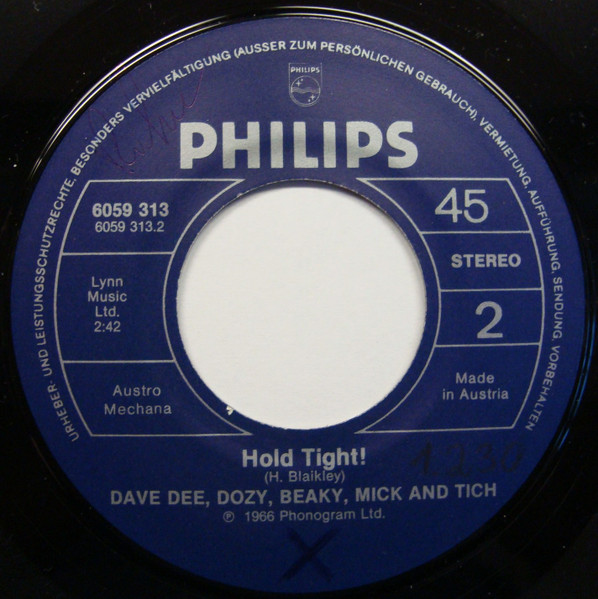 URHEBER- UND LEISTUNGSSCHUTZRECHTE, BESONDERS VERVIELFÄLTIGUNG (AUSSER ZUM PERSÖNLICHEN GEBRAUCH), VERMIETUNG, AUFFÜHRUNG, SENDUNG, VORBEHALTEN
PHILIPS
PHILIPS
6059 313
6059 313.2
45
STEREO
2
Lynn
Music
Ltd.
2:42
Austro
Mechana
Made
in Austria
Hold Tight!
(H. Blaikley)
1230
DAVE DEE, DOZY, BEAKY, MICK AND TICH
℗ 1966 Phonogram Ltd.
X